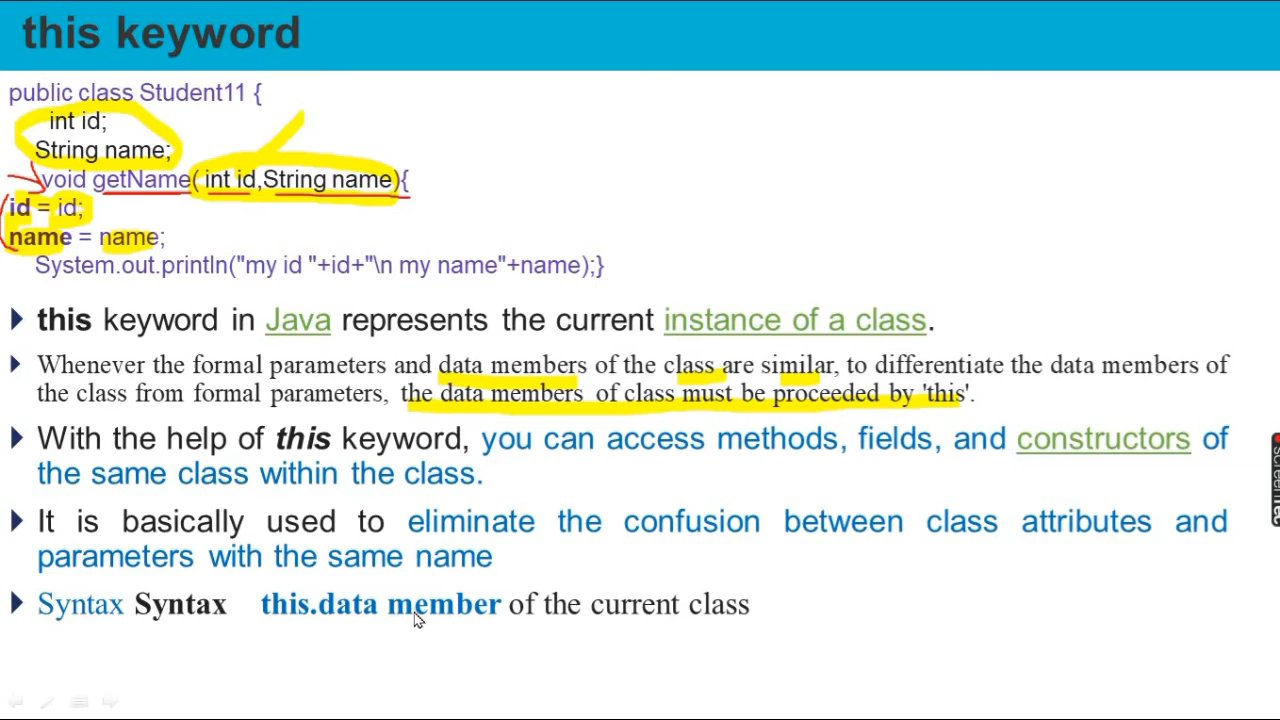 this keyword
public class Student11 {
int id;
String name;
void getName( int id,String name){
id = id;
name = name;
System.out.println("my id "+id+"\n my name"+name);}
this keyword in Java represents the current instance of a class.
Whenever the formal parameters and data members of the class are similar, to differentiate the data members of
the class from formal parameters, the data members of class must be proceeded by 'this'.
With the help of this keyword, you can access methods, fields, and constructors of
the same class within the class.
It is basically used to eliminate the confusion between class attributes and
parameters with the same name
Syntax Syntax this.data member of the current class